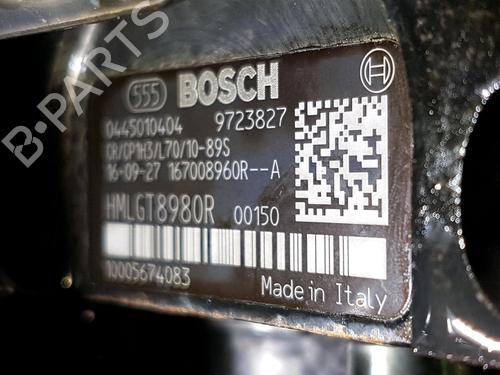 555 BOSCH
0445010404 9723827
CR/CP1H3/L70/10-89S
16-09-27 167008960R--A
HMLGT8980R 00150
10005674083
Made in Italy
B-PARTS